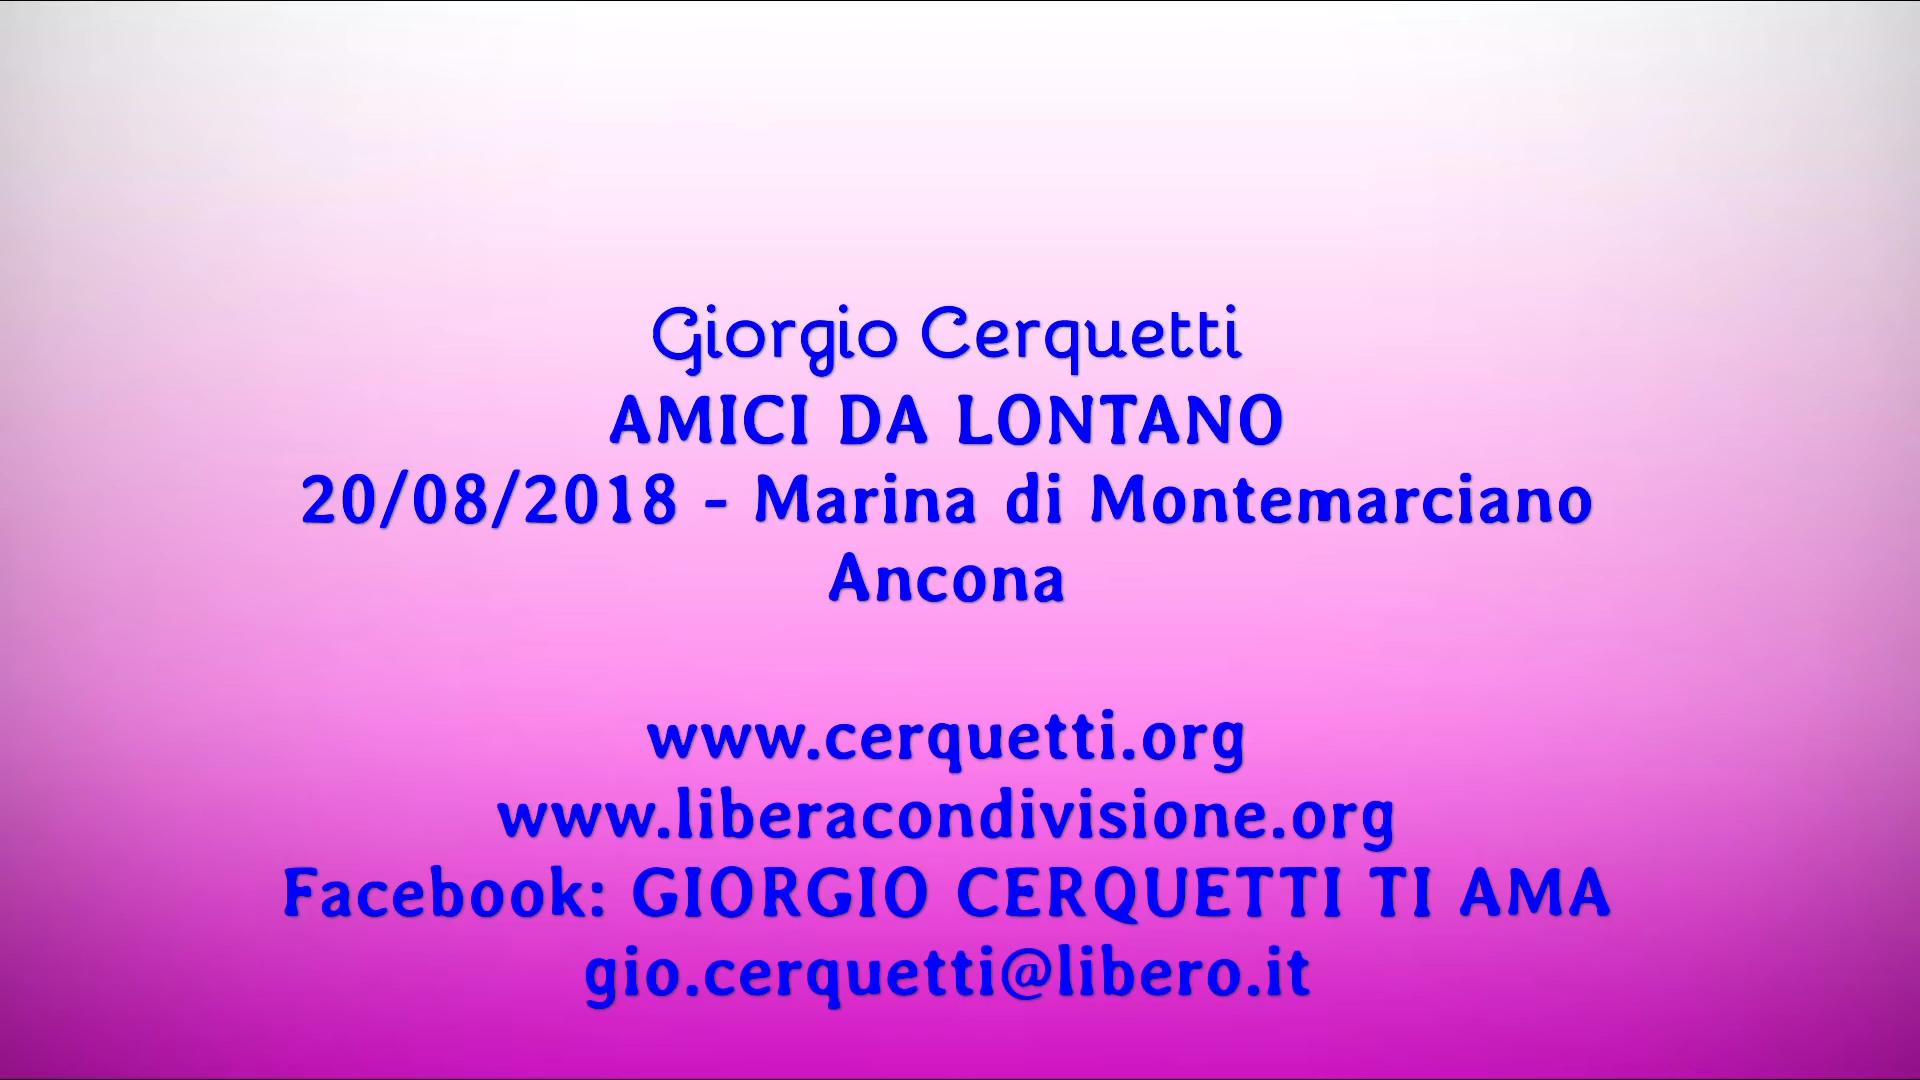 Giorgio Cerquetti
AMICI DA LONTANO
20/08/2018 - Marina di Montemarciano
Ancona
www.cerquetti.org
www.liberacondivisione.org
Facebook: GIORGIO CERQUETTI TI AMA
gio.cerquetti@libero.it